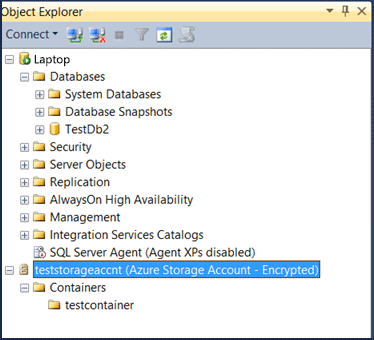 Object Explorer
Connect
Laptop
Databases
System Databases
Database Snapshots
TestDb2
Security
Server Objects
Replication
AlwaysOn High Availability
Management
Integration Services Catalogs
SQL Server Agent (Agent XPs disabled)
teststorageaccnt (Azure Storage Account - Encrypted)
Containers
testcontainer